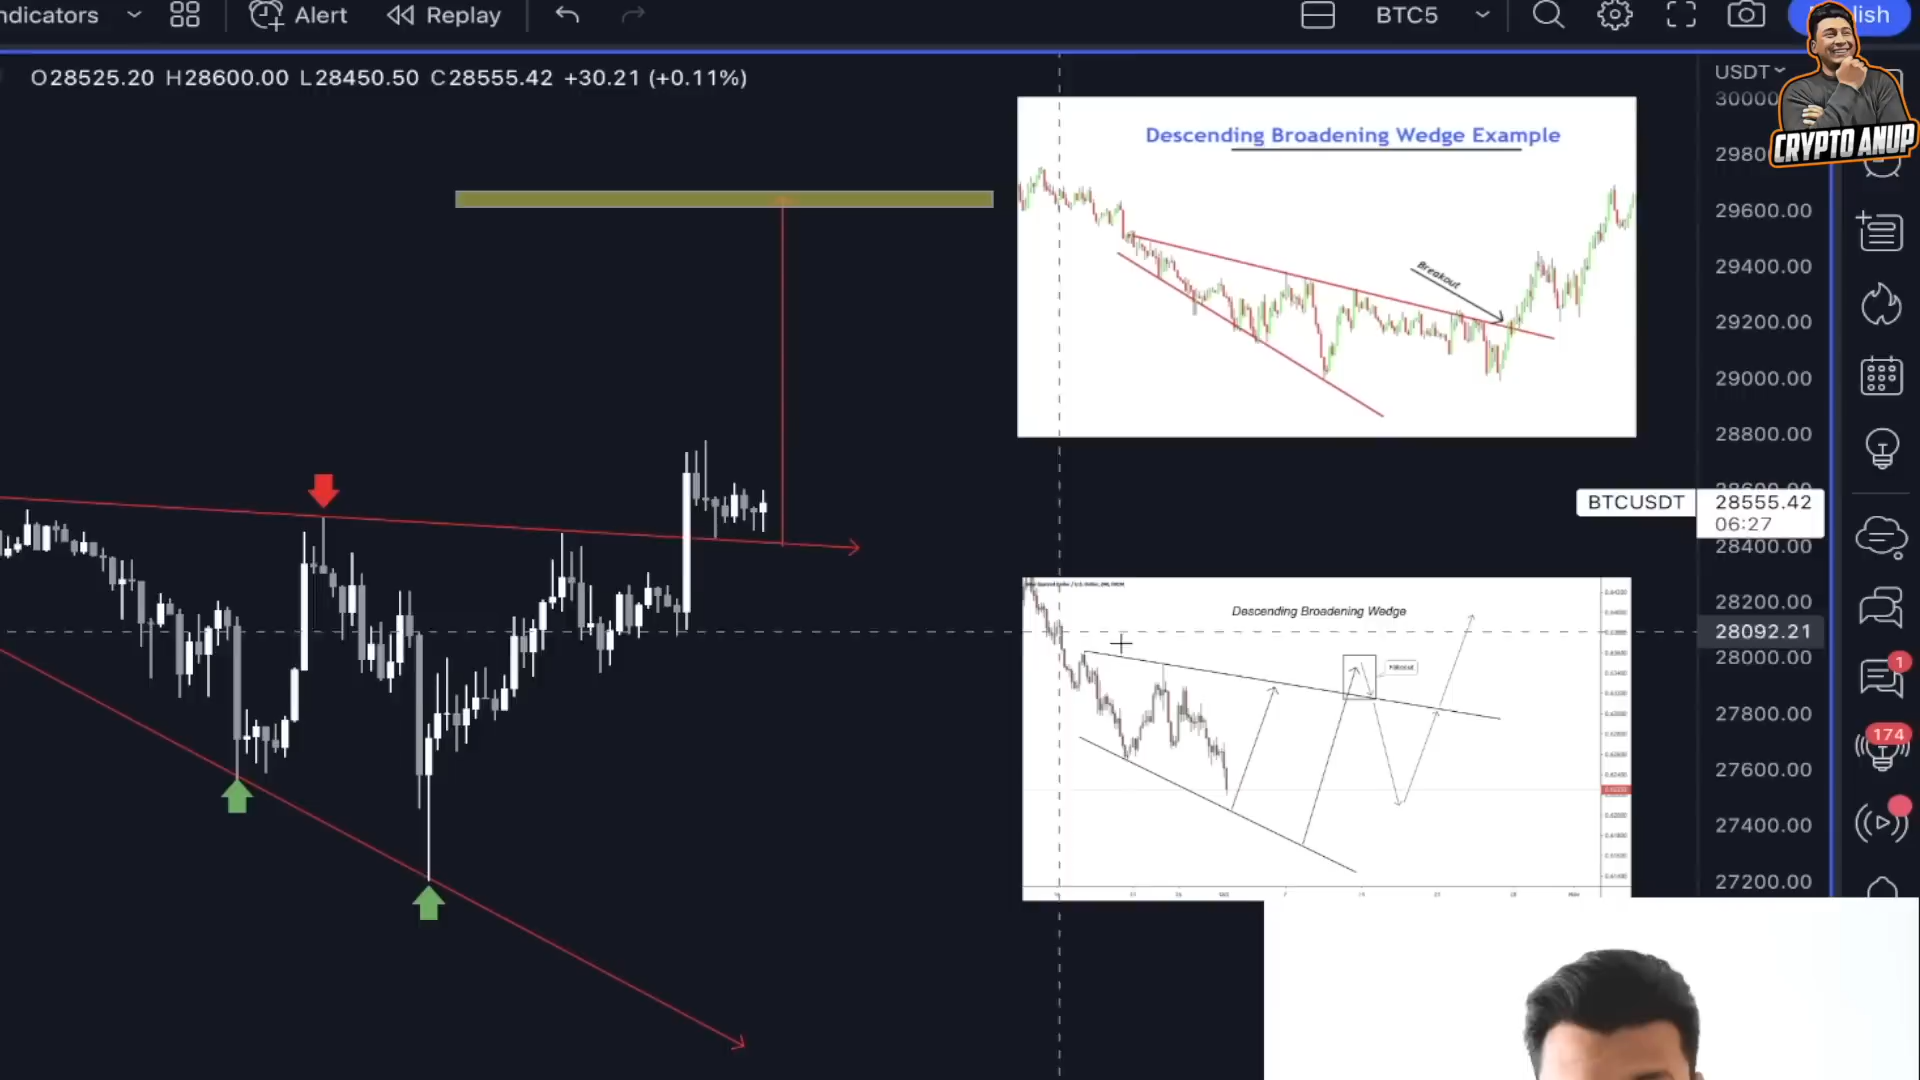 ndicators Alert Replay BTC5 lish
O28525.20 H28600.00 L28450.50 C28555.42 +30.21 (+0.11%)
USDT
CRYPTO ANUP
30000
2980
29600.00
29400.00
29200.00
29000.00
28800.00
BTCUSDT 28555.42
06:27
28400.00
28200.00
28092.21
28000.00
27800.00
27600.00
27400.00
27200.00
Descending Broadening Wedge Example
Breakout
Descending Broadening Wedge
1
174